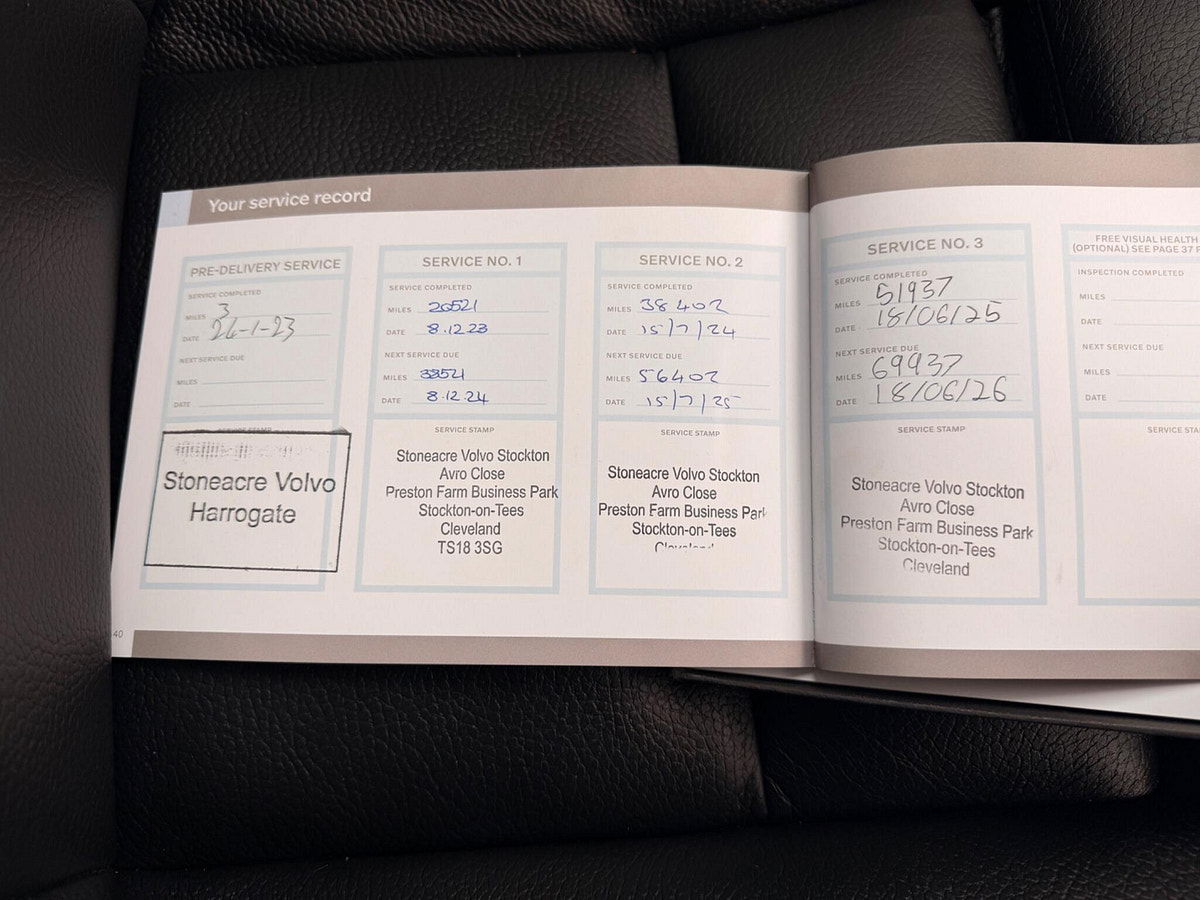 Your service record
PRE-DELIVERY SERVICE
SERVICE COMPLETED
MILES 3
DATE 26-1-23
NEXT SERVICE DUE
MILES
DATE
SERVICE STAMP
Stoneacre Volvo
Harrogate
SERVICE NO. 1
SERVICE COMPLETED
MILES 20521
DATE 8.12.23
NEXT SERVICE DUE
MILES 38521
DATE 8.12.24
SERVICE STAMP
Stoneacre Volvo Stockton
Avro Close
Preston Farm Business Park
Stockton-on-Tees
Cleveland
TS18 3SG
SERVICE NO. 2
SERVICE COMPLETED
MILES 38402
DATE 15/7/24
NEXT SERVICE DUE
MILES 56402
DATE 15/7/25
SERVICE STAMP
Stoneacre Volvo Stockton
Avro Close
Preston Farm Business Park
Stockton-on-Tees
Cleveland
40
SERVICE NO. 3
SERVICE COMPLETED
MILES 51937
DATE 18/06/25
NEXT SERVICE DUE
MILES 69937
DATE 18/06/26
SERVICE STAMP
Stoneacre Volvo Stockton
Avro Close
Preston Farm Business Park
Stockton-on-Tees
Cleveland
FREE VISUAL HEALTH
(OPTIONAL) SEE PAGE 37
INSPECTION COMPLETED
MILES
DATE
NEXT SERVICE DUE
MILES
DATE
SERVICE STA